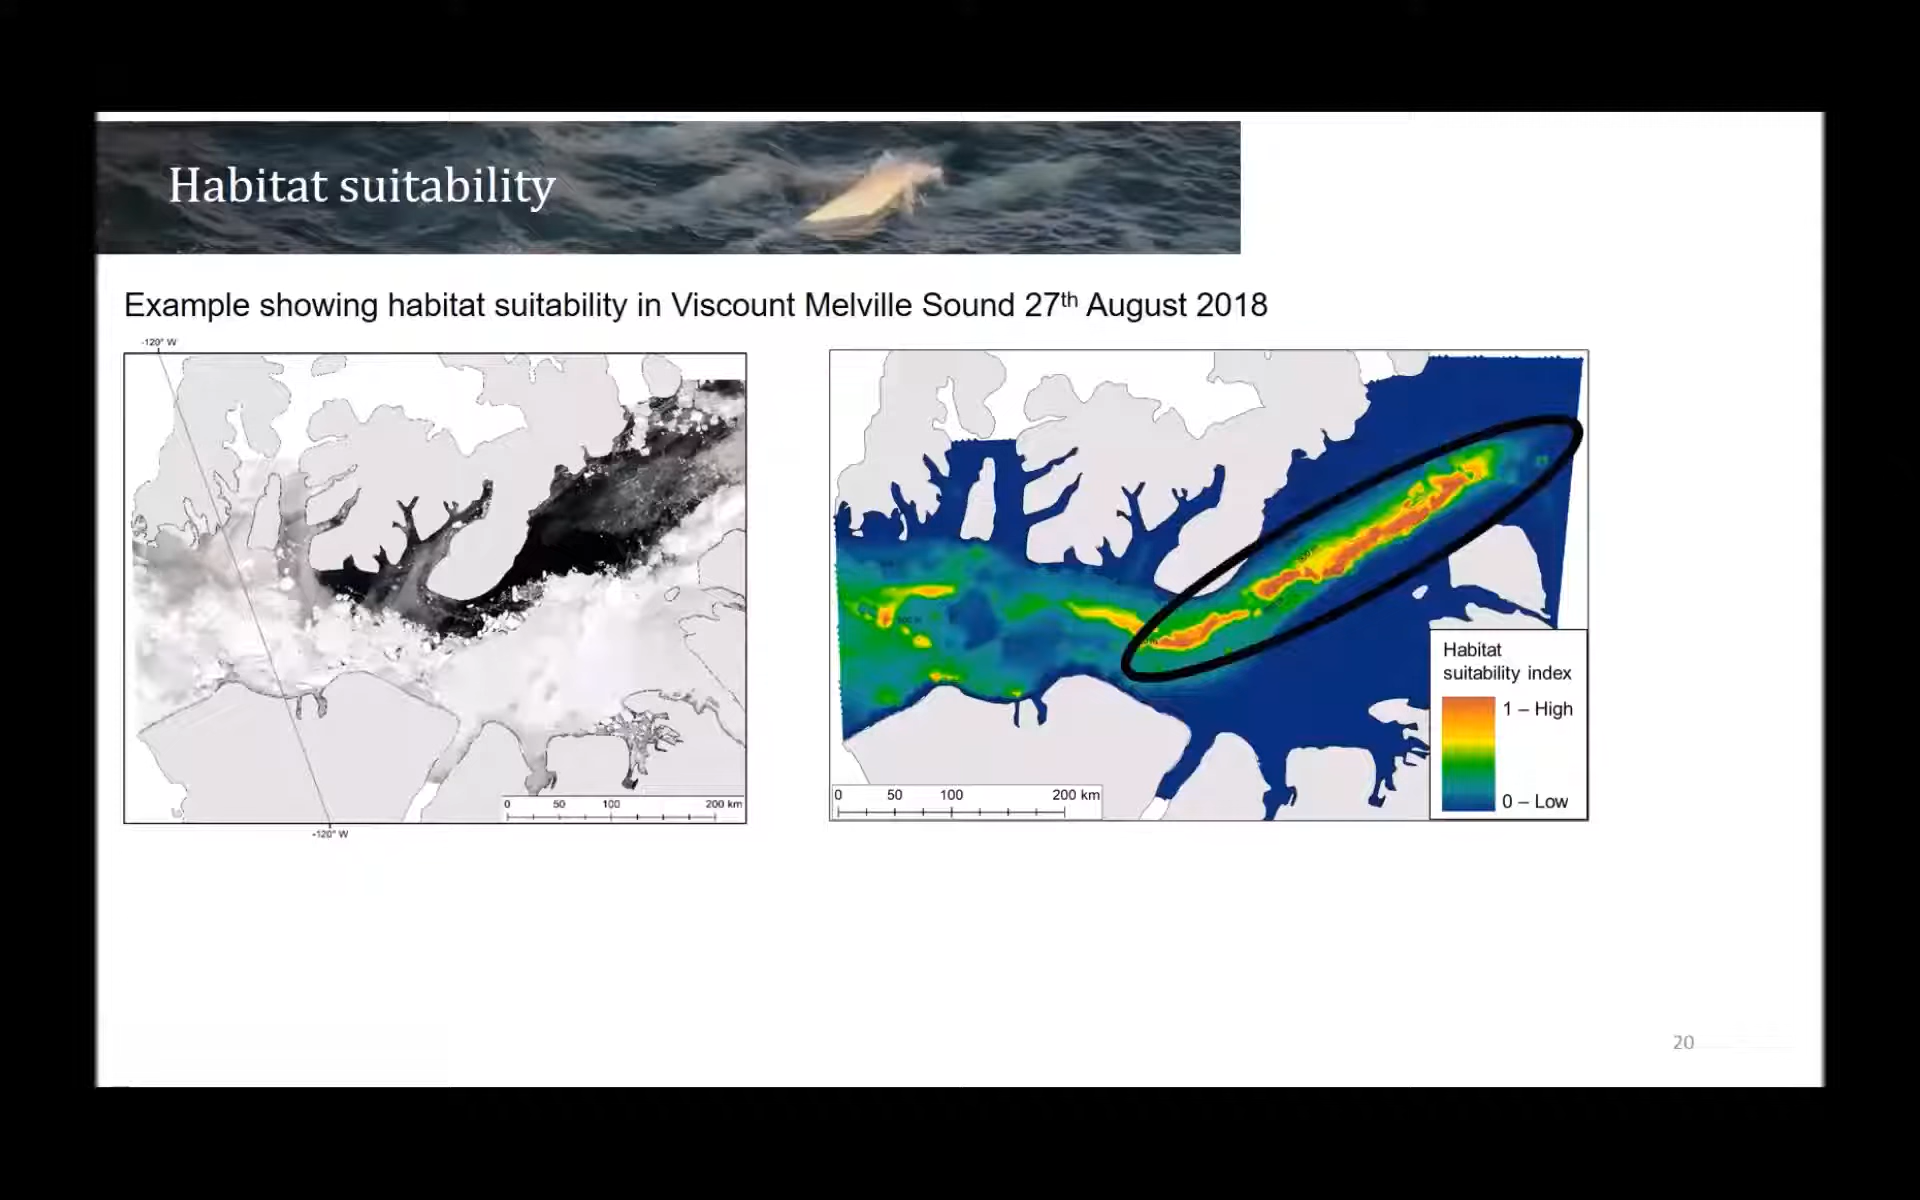 Habitat suitability
Example showing habitat suitability in Viscount Melville Sound 27th August 2018
-120° W
0 50 100 200 km
-120° W
0 50 100 200 km
Habitat
suitability index
1 – High
0 – Low
20